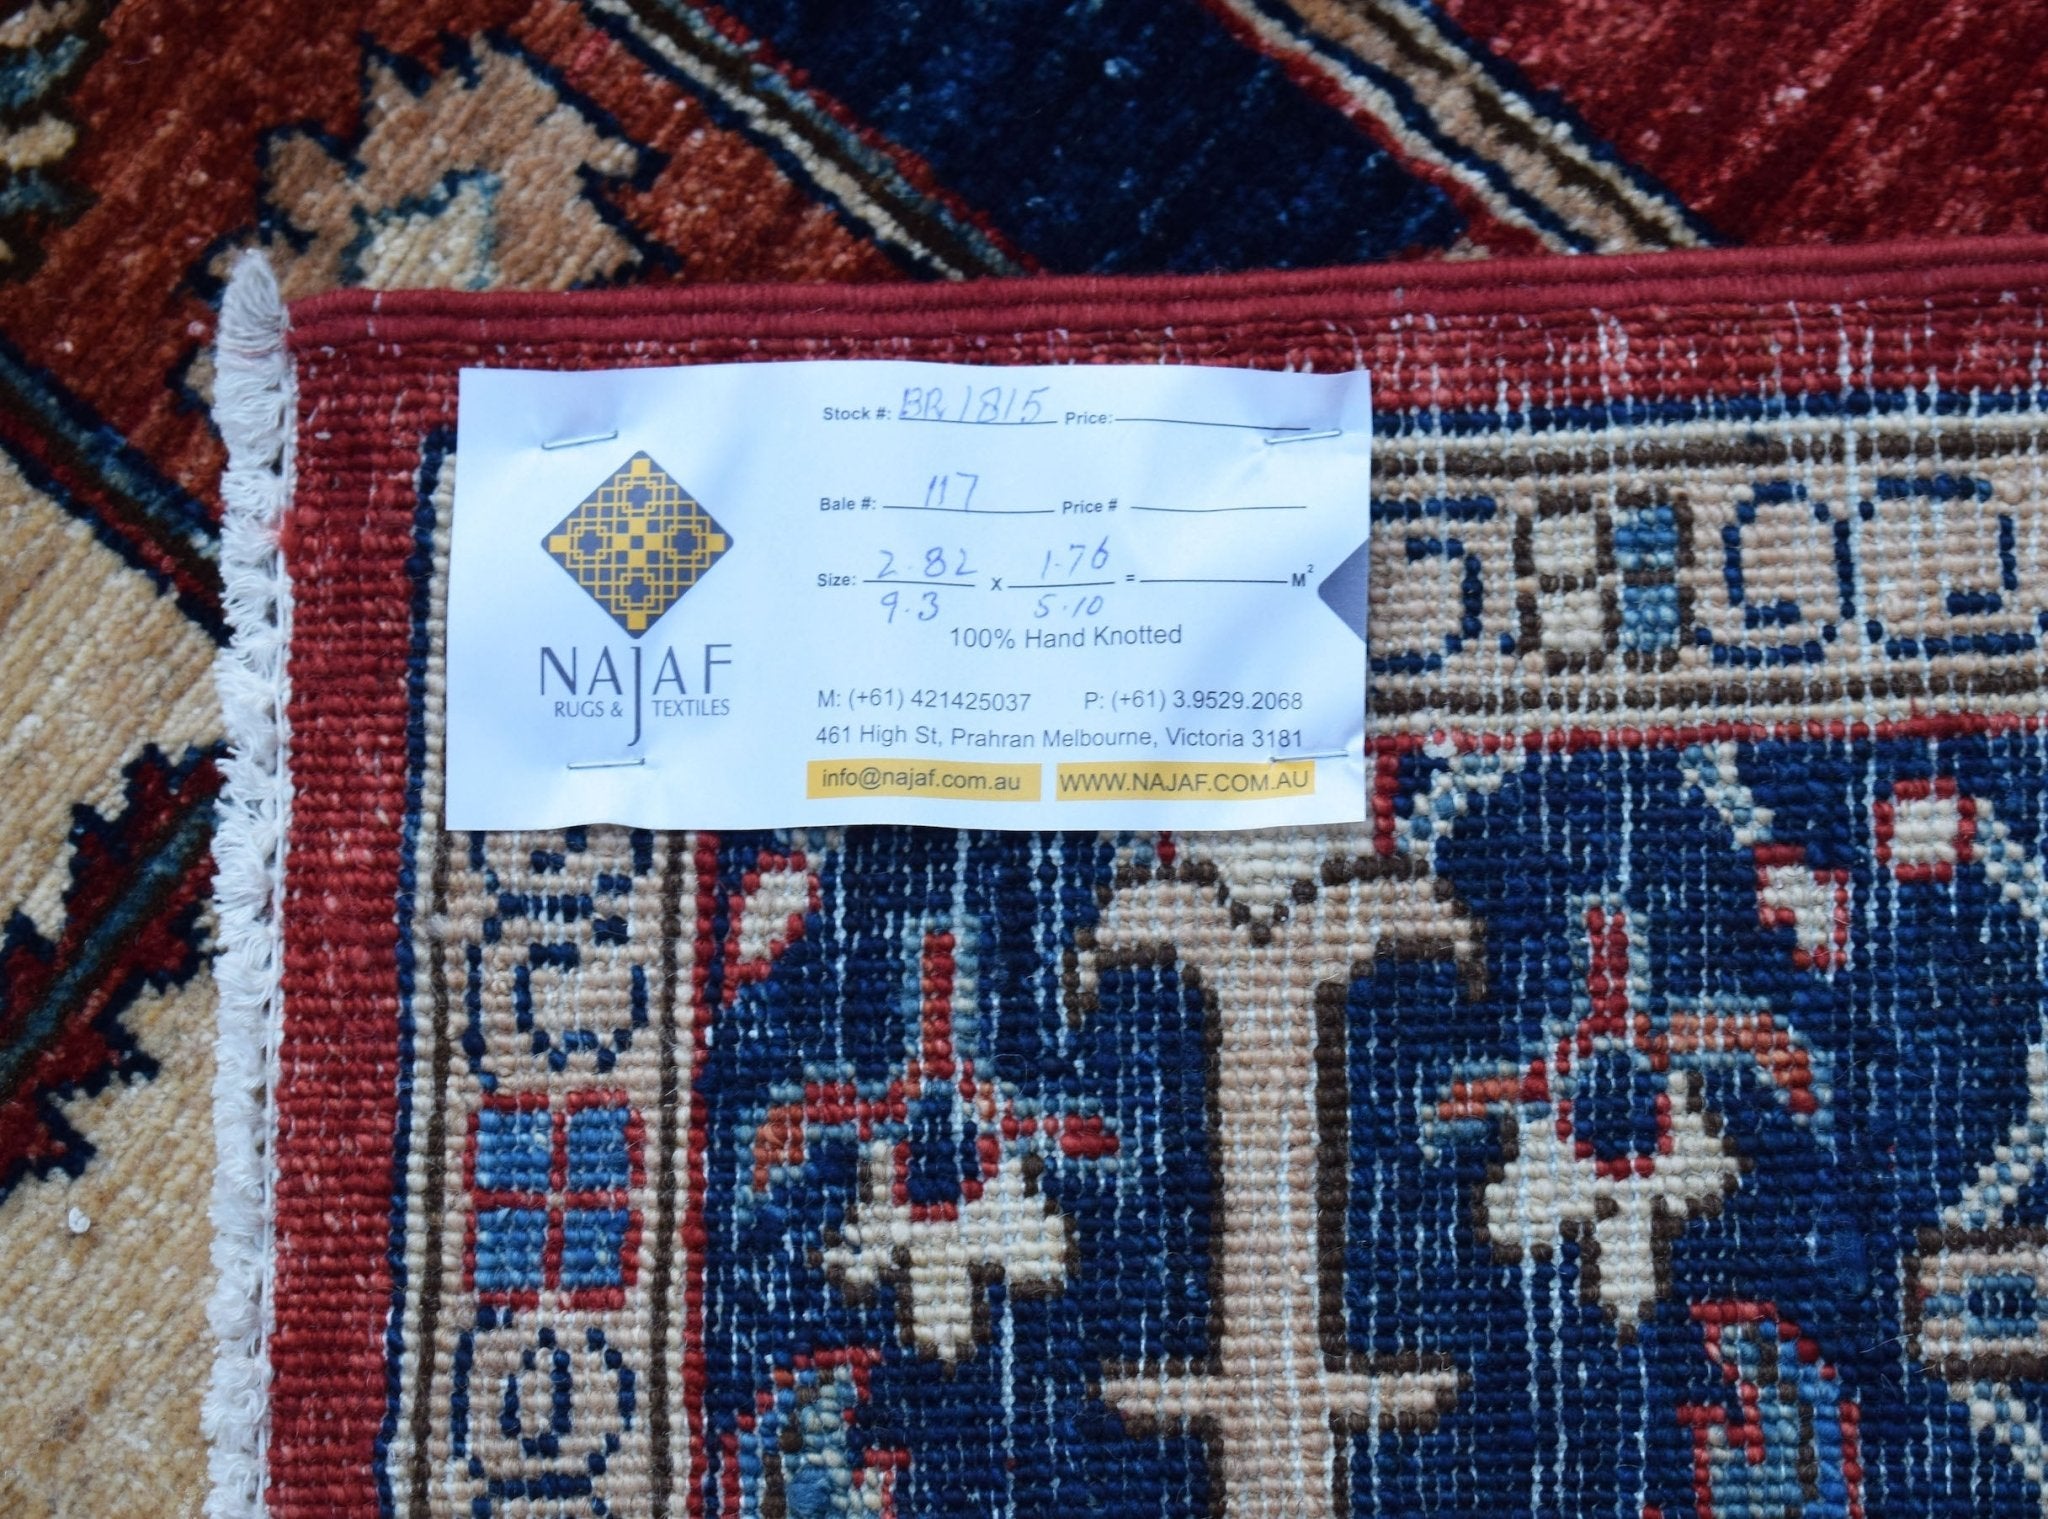 Stock #: BR 1815 Price:
Bale #: 117 Price #
Size: 2.82 x 1.76 = M²
9.3 5.10
100% Hand Knotted
NAJAF
RUGS & TEXTILES
M: (+61) 421425037 P: (+61) 3.9529.2068
461 High St, Prahran Melbourne, Victoria 3181
info@najaf.com.au WWW.NAJAF.COM.AU